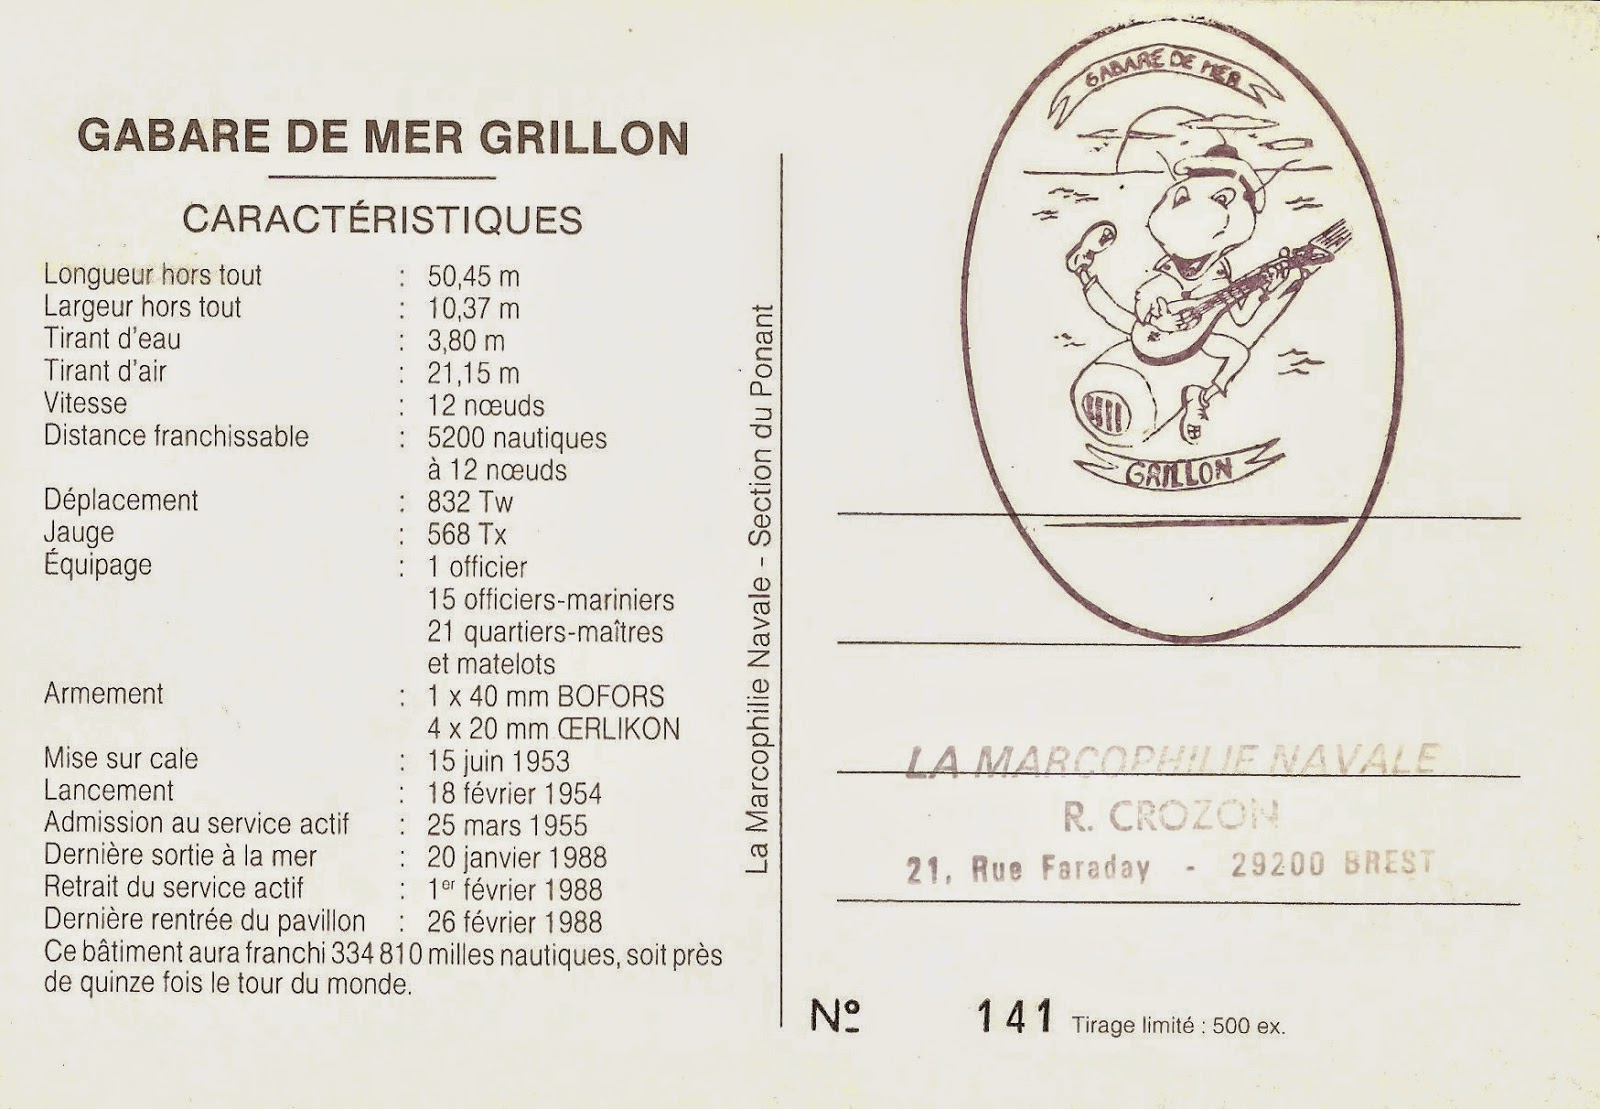 GABARE DE MER GRILLON
CARACTÉRISTIQUES
Longueur hors tout : 50,45 m
Largeur hors tout : 10,37 m
Tirant d'eau : 3,80 m
Tirant d'air : 21,15 m
Vitesse : 12 nœuds
Distance franchissable : 5200 nautiques
à 12 nœuds
Déplacement : 832 Tw
Jauge : 568 Tx
Équipage : 1 officier
15 officiers-mariniers
21 quartiers-maîtres
et matelots
Armement : 1 x 40 mm BOFORS
4 x 20 mm ŒRLIKON
Mise sur cale : 15 juin 1953
Lancement : 18 février 1954
Admission au service actif : 25 mars 1955
Dernière sortie à la mer : 20 janvier 1988
Retrait du service actif : 1er février 1988
Dernière rentrée du pavillon : 26 février 1988
Ce bâtiment aura franchi 334 810 milles nautiques, soit près
de quinze fois le tour du monde.
La Marcophilie Navale - Section du Ponant
GABARE DE MER
GRILLON
LA MARCOPHILIE NAVALE
R. CROZON
21, Rue Faraday - 29200 BREST
Nº 141 Tirage limité : 500 ex.